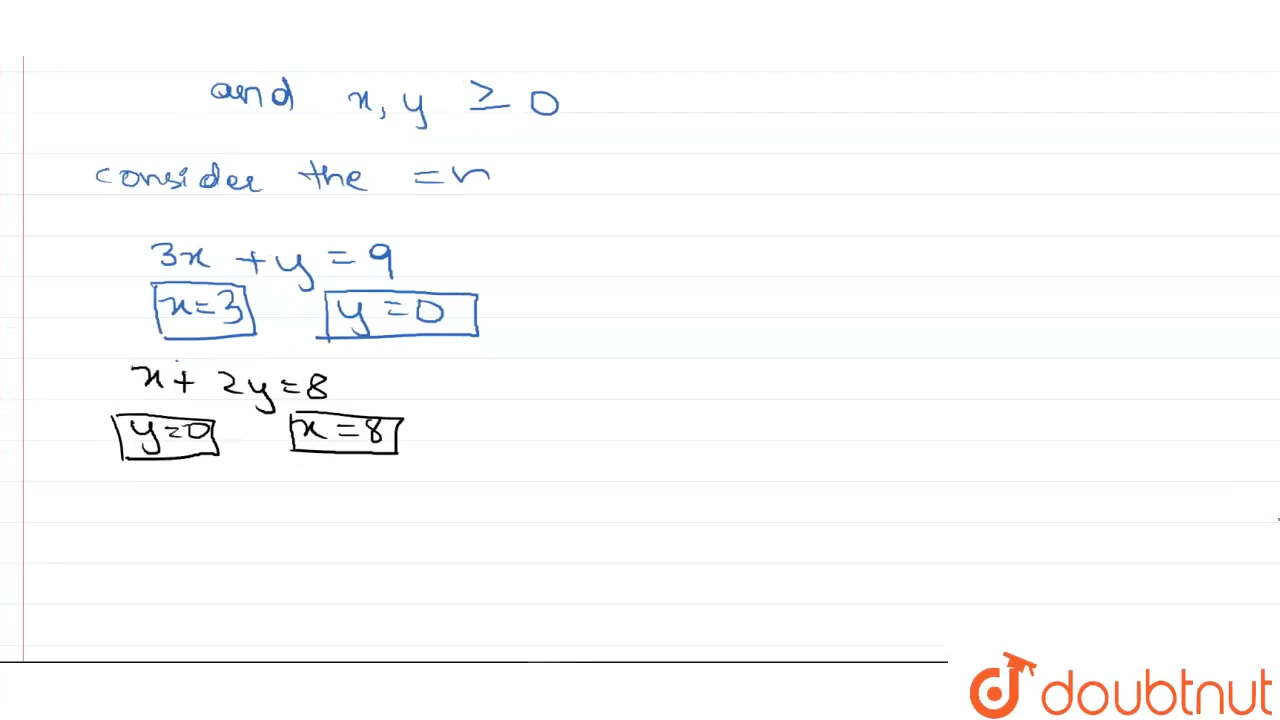 and x, y ≥ 0
consider the =n
3x + y = 9
x=3 y=0
x+ 2y=8
y=0 x=8
doubtnut